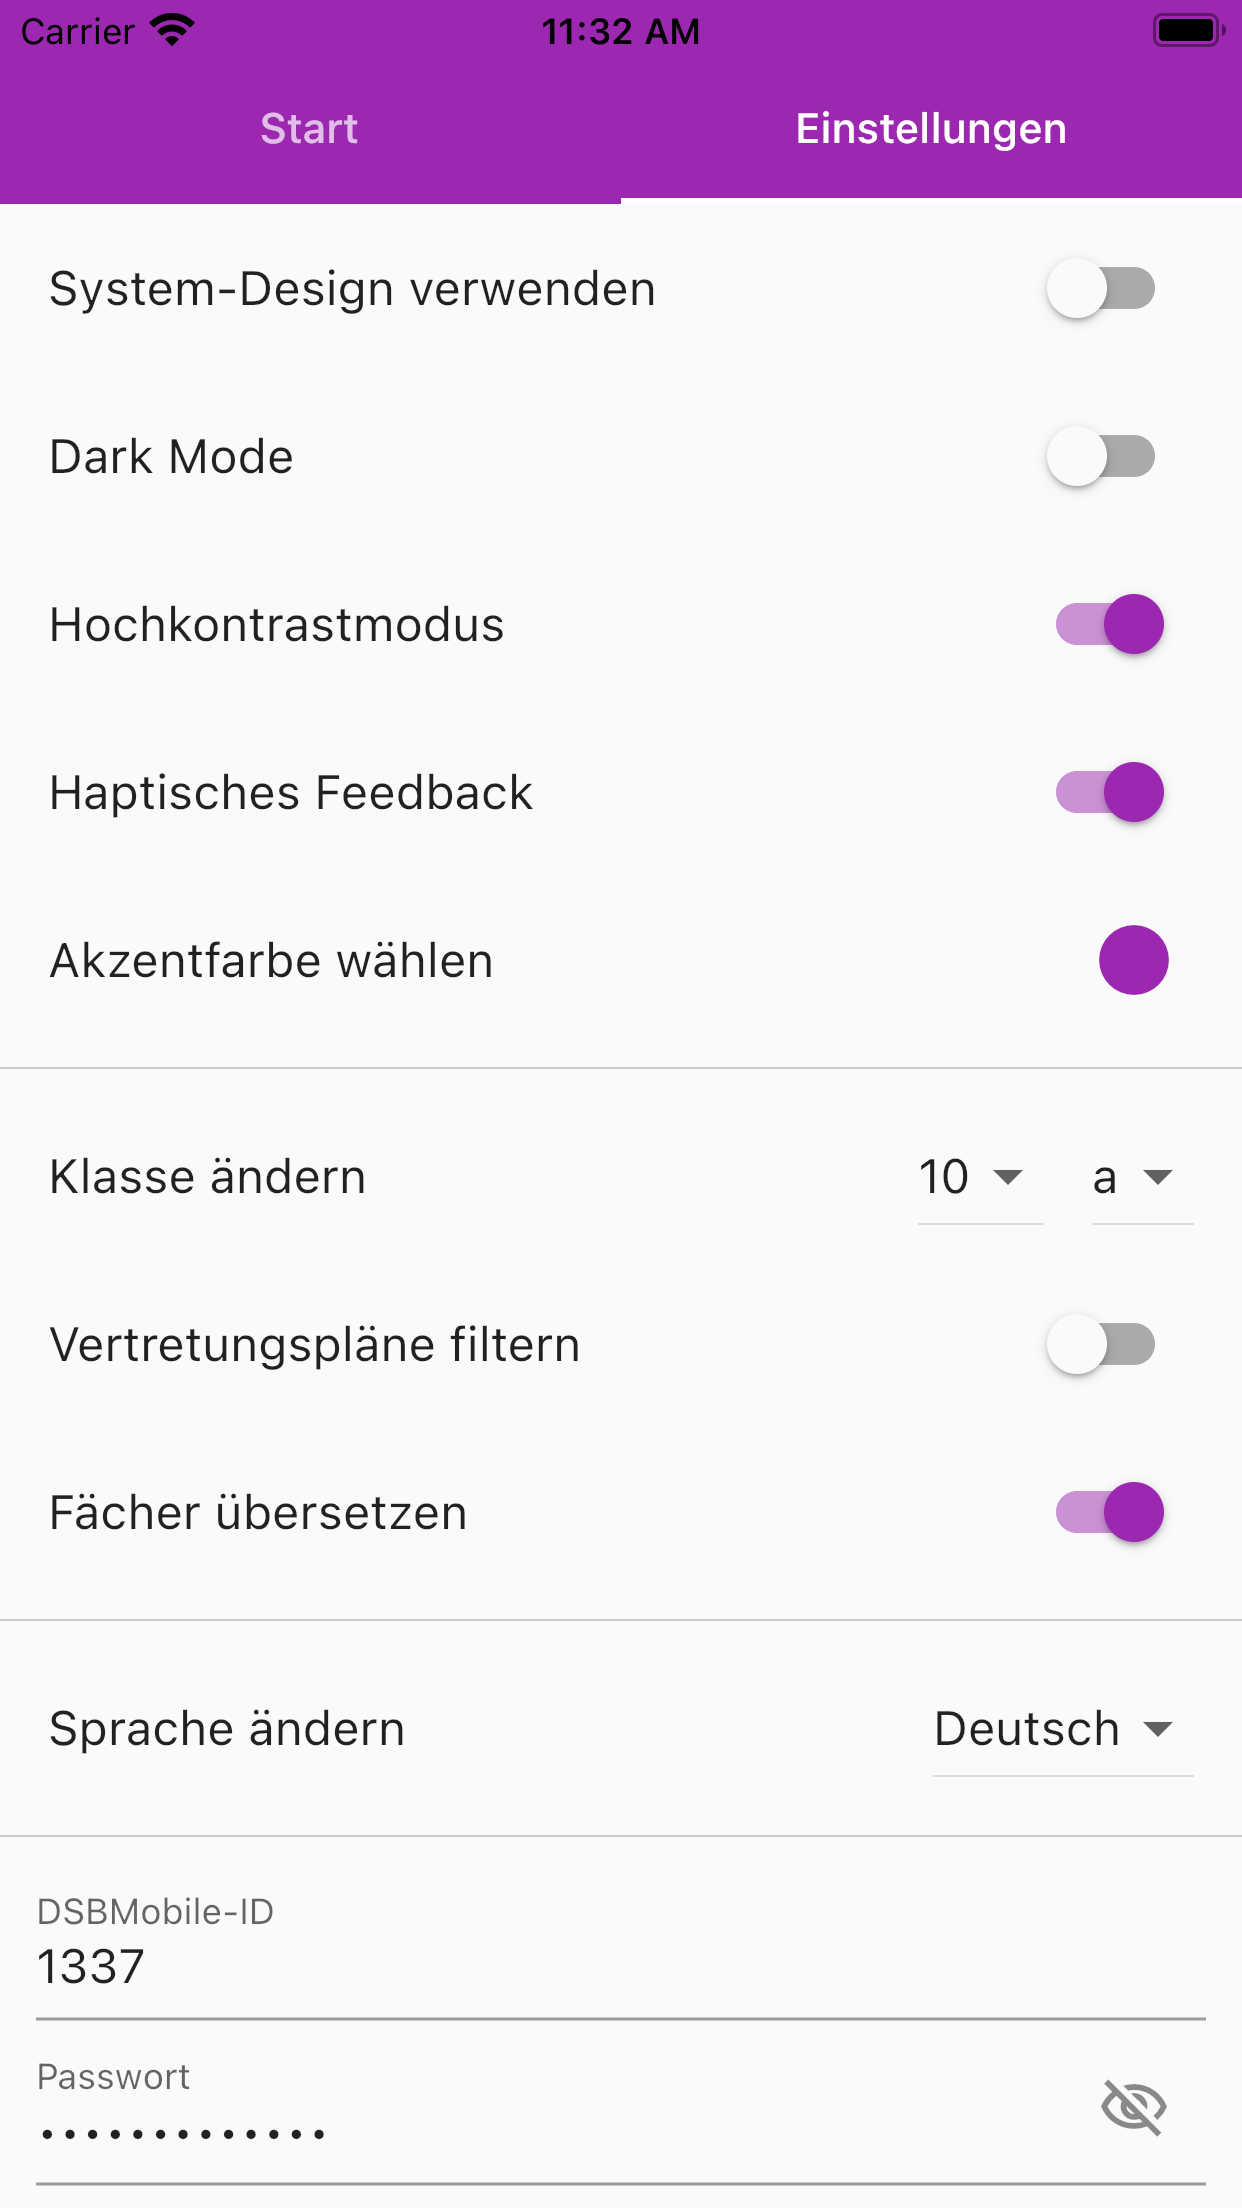 Carrier 11:32 AM
Start Einstellungen
System-Design verwenden
Dark Mode
Hochkontrastmodus
Haptisches Feedback
Akzentfarbe wählen
Klasse ändern 10 a
Vertretungspläne filtern
Fächer übersetzen
Sprache ändern Deutsch
DSBMobile-ID
1337
Passwort
•••••••••••••